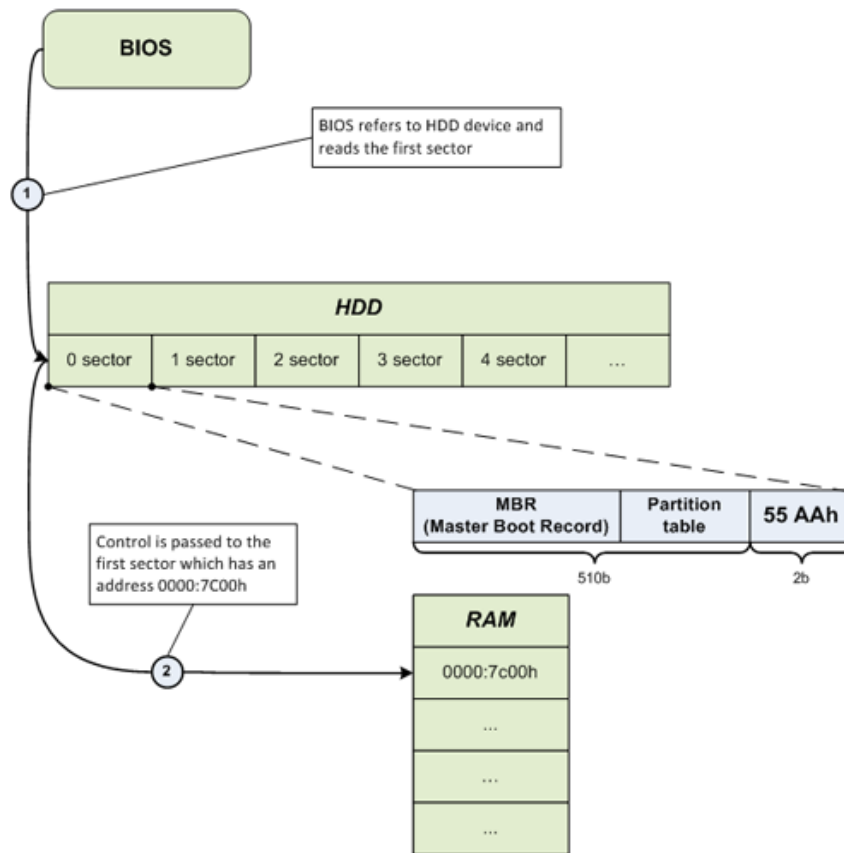 BIOS
BIOS refers to HDD device and
reads the first sector
1
HDD
0 sector
1 sector
2 sector
3 sector
4 sector
...
MBR
(Master Boot Record)
Partition
table
55 AAh
510b
2b
Control is passed to the
first sector which has an
address 0000:7C00h
2
RAM
0000:7c00h
...
...
...